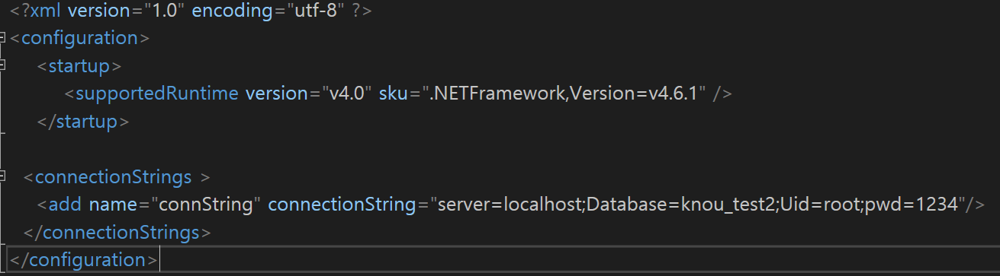 <?xml version="1.0" encoding="utf-8" ?>
<configuration>
<startup>
<supportedRuntime version="v4.0" sku=".NETFramework,Version=v4.6.1" />
</startup>
<connectionStrings >
<add name="connString" connectionString="server=localhost;Database=knou_test2;Uid=root;pwd=1234"/>
</connectionStrings>
</configuration>